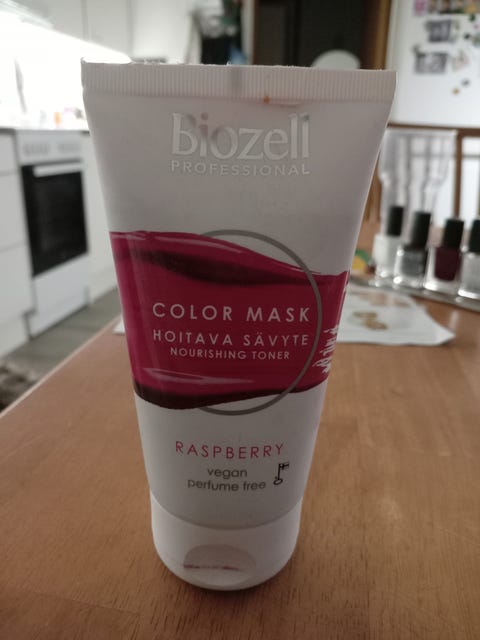 Biozell
PROFESSIONAL
COLOR MASK
HOITAVA SÄVYTE
NOURISHING TONER
RASPBERRY
vegan
perfume free